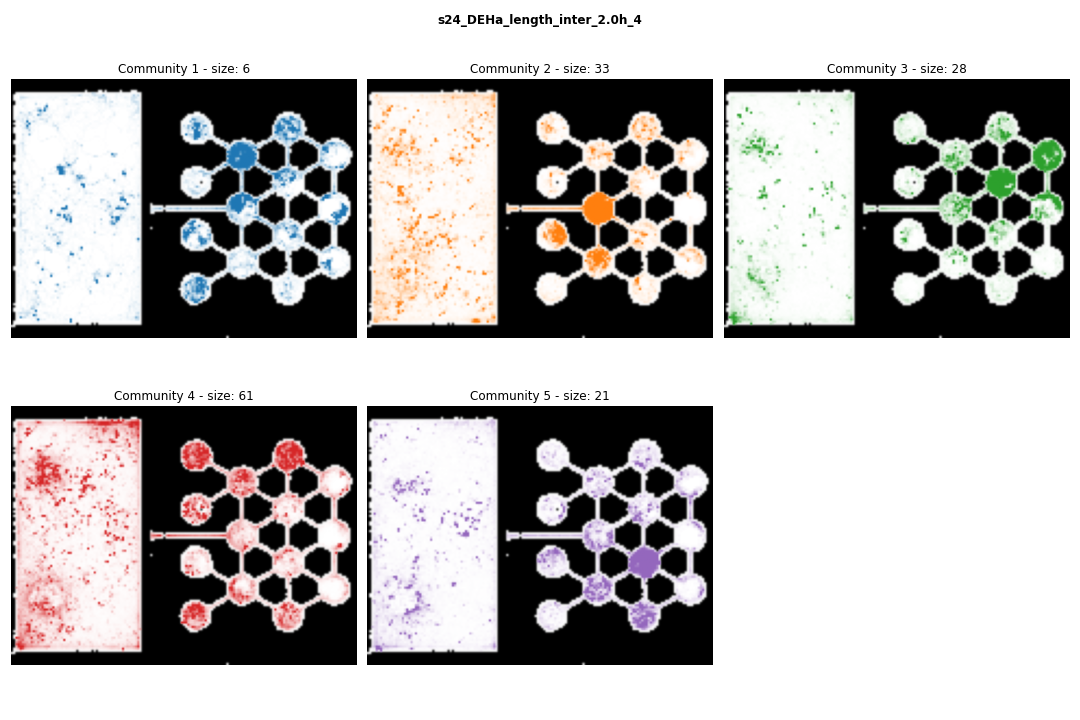 s24_DEHa_length_inter_2.0h_4
Community 1 - size: 6
Community 2 - size: 33
Community 3 - size: 28
Community 4 - size: 61
Community 5 - size: 21